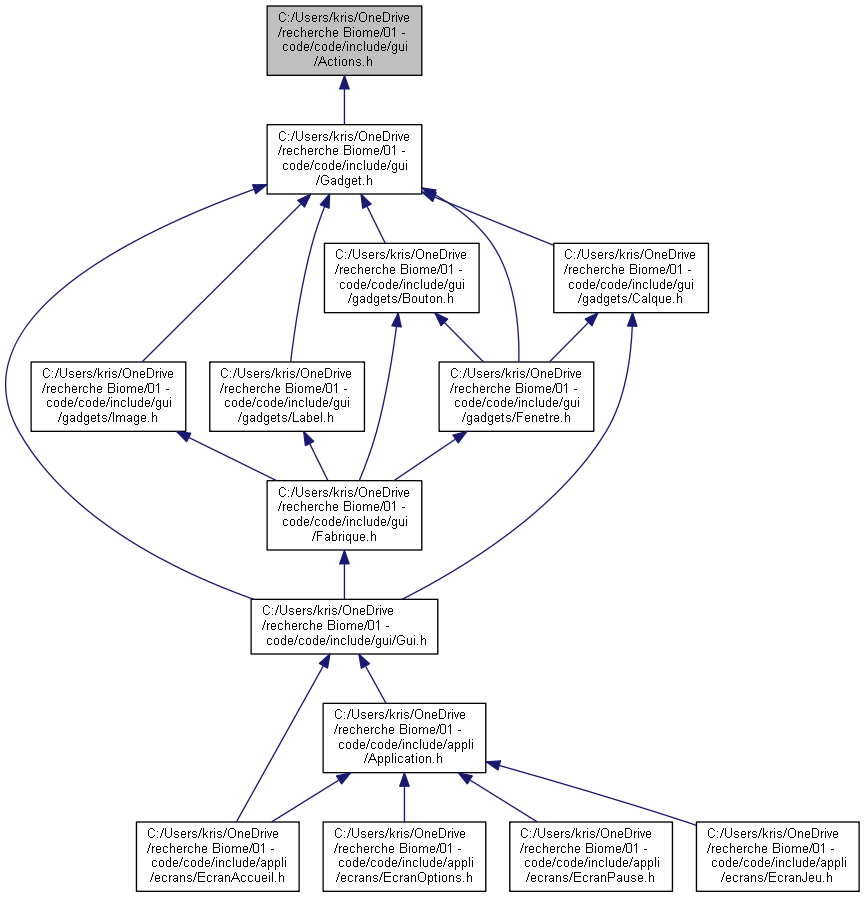 C:/Users/kris/OneDrive
/recherche Biome/01 -
code/code/include/gui
/Actions.h
C:/Users/kris/OneDrive
/recherche Biome/01 -
code/code/include/gui
/Gadget.h
C:/Users/kris/OneDrive
/recherche Biome/01 -
code/code/include/gui
/gadgets/Bouton.h
C:/Users/kris/OneDrive
/recherche Biome/01 -
code/code/include/gui
/gadgets/Calque.h
C:/Users/kris/OneDrive
/recherche Biome/01 -
code/code/include/gui
/gadgets/Image.h
C:/Users/kris/OneDrive
/recherche Biome/01 -
code/code/include/gui
/gadgets/Label.h
C:/Users/kris/OneDrive
/recherche Biome/01 -
code/code/include/gui
/gadgets/Fenetre.h
C:/Users/kris/OneDrive
/recherche Biome/01 -
code/code/include/gui
/Fabrique.h
C:/Users/kris/OneDrive
/recherche Biome/01 -
code/code/include/gui/Gui.h
C:/Users/kris/OneDrive
/recherche Biome/01 -
code/code/include/appli
/Application.h
C:/Users/kris/OneDrive
/recherche Biome/01 -
code/code/include/appli
/ecrans/EcranAccueil.h
C:/Users/kris/OneDrive
/recherche Biome/01 -
code/code/include/appli
/ecrans/EcranOptions.h
C:/Users/kris/OneDrive
/recherche Biome/01 -
code/code/include/appli
/ecrans/EcranPause.h
C:/Users/kris/OneDrive
/recherche Biome/01 -
code/code/include/appli
/ecrans/EcranJeu.h